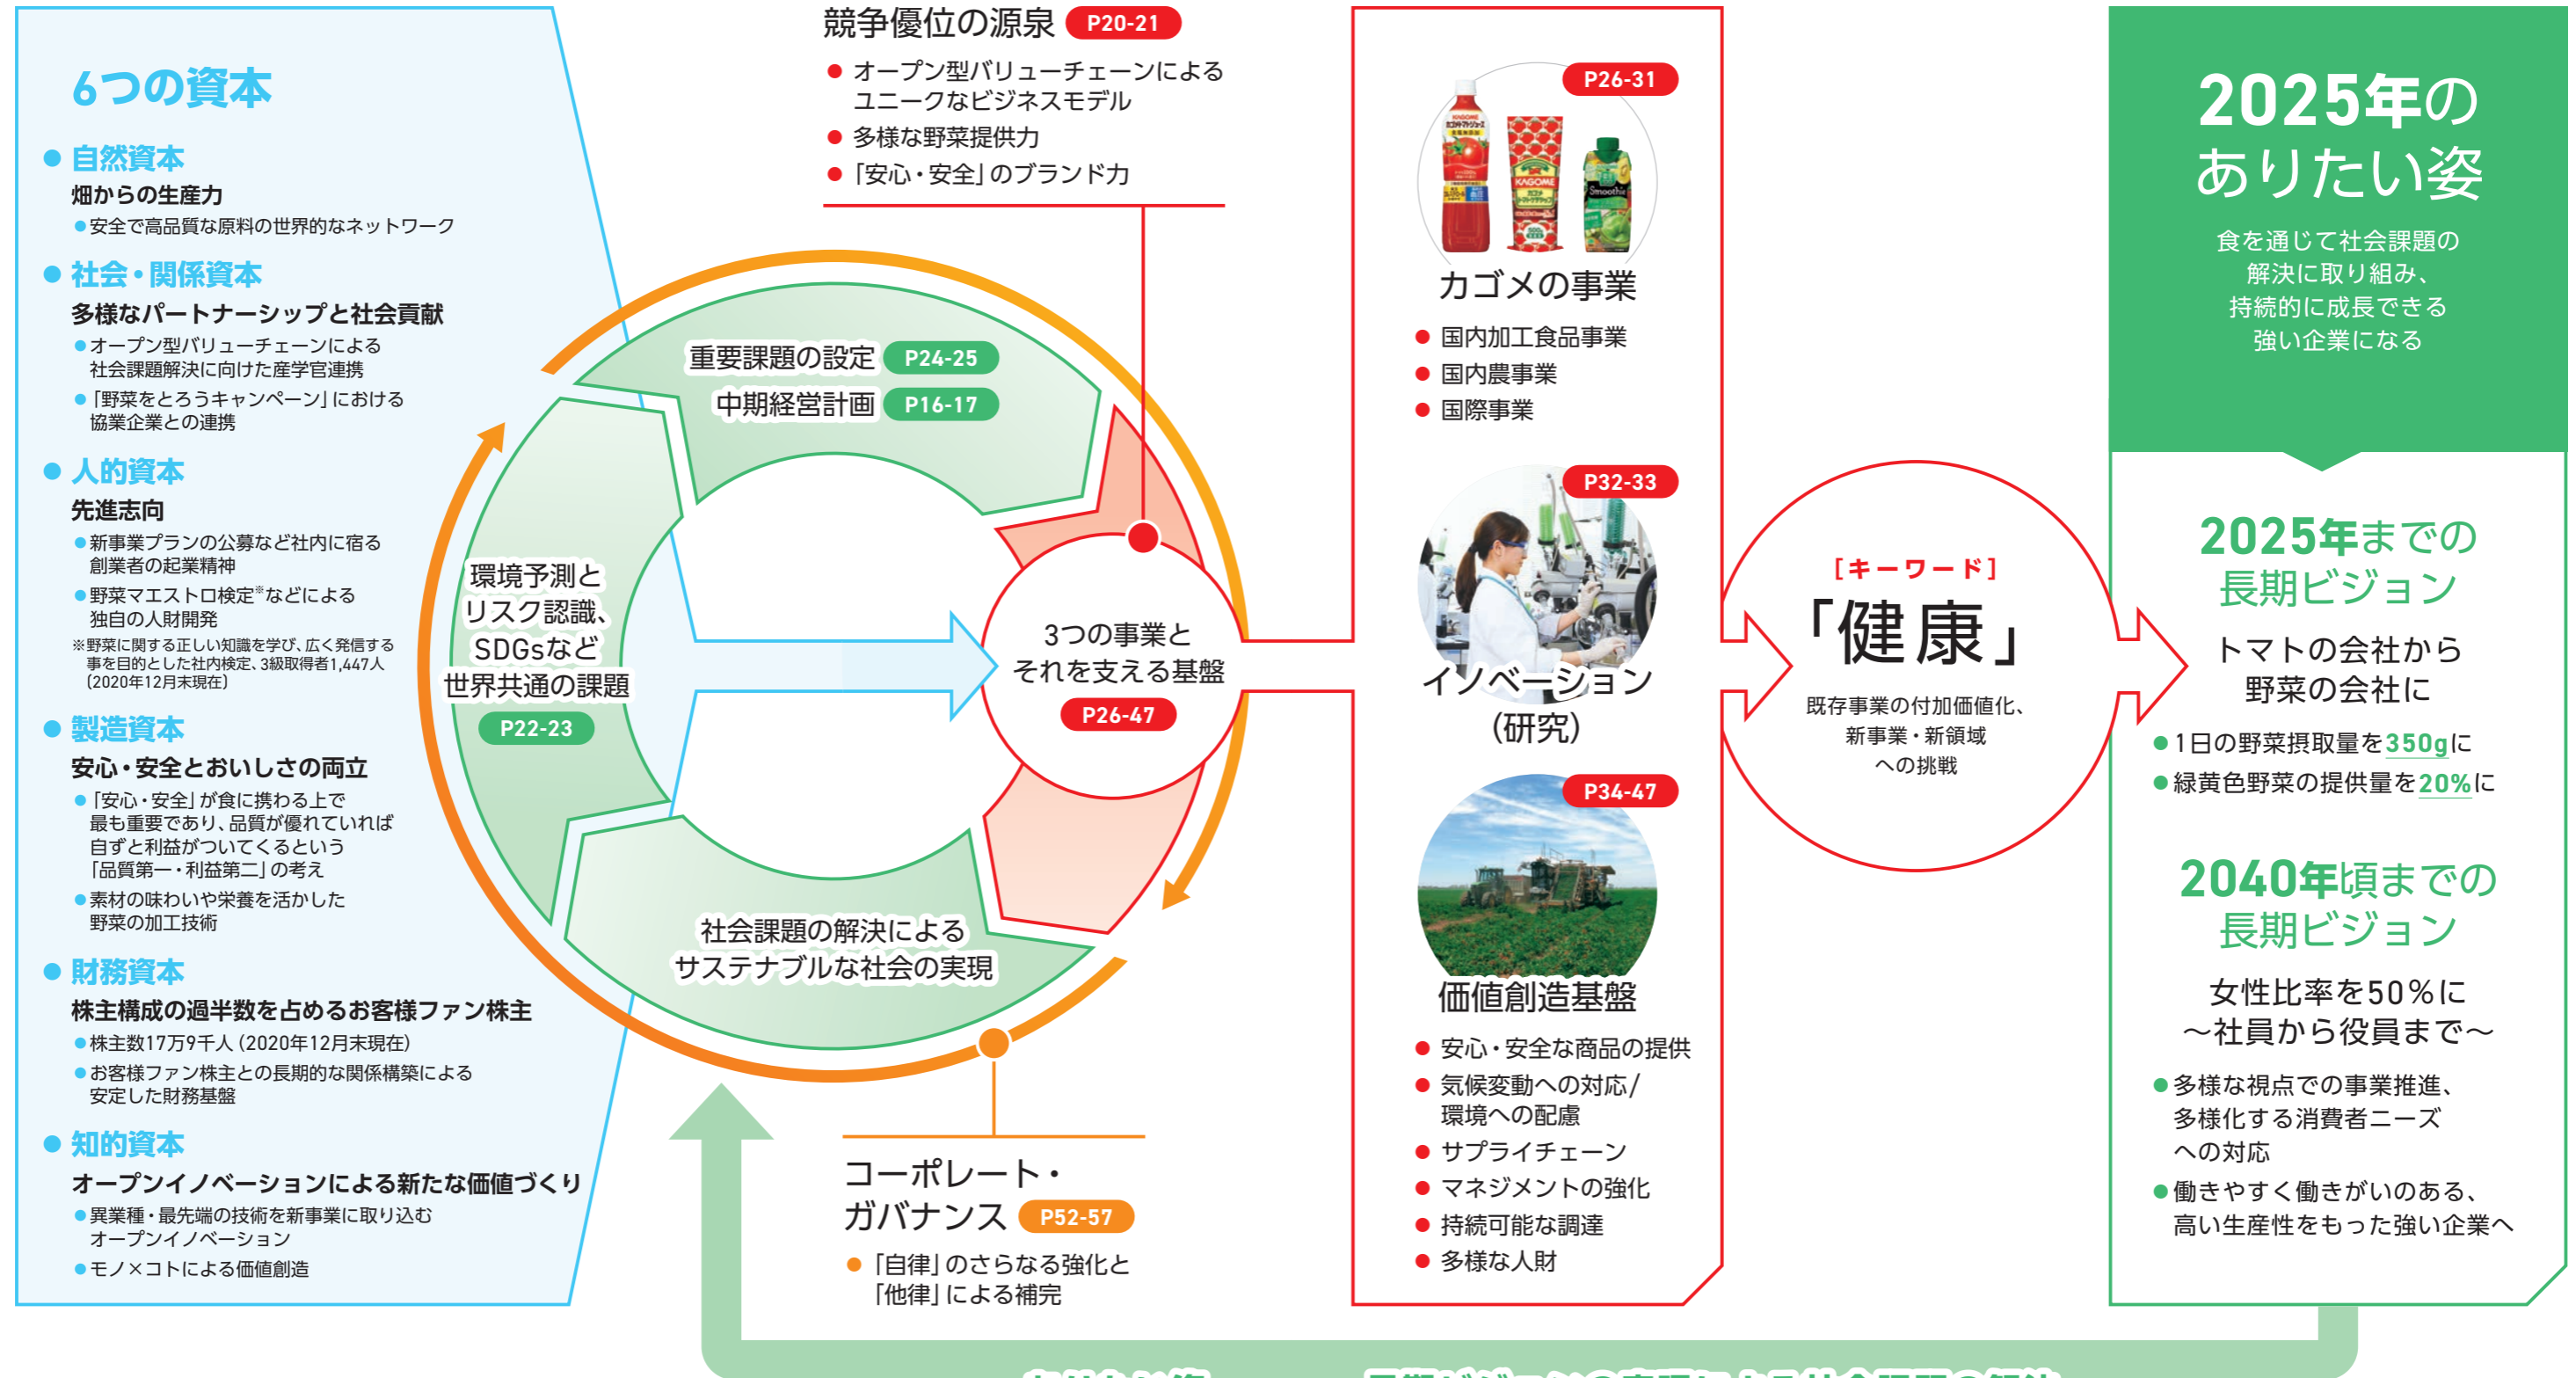 6つの資本
● 自然資本
畑からの生産力
●安全で高品質な原料の世界的なネットワーク
● 社会・関係資本
多様なパートナーシップと社会貢献
●オープン型バリューチェーンによる
社会課題解決に向けた産学官連携
●「野菜をとろうキャンペーン」における
協業企業との連携
● 人的資本
先進志向
●新事業プランの公募など社内に宿る
創業者の起業精神
●野菜マエストロ検定※などによる
独自の人財開発
※野菜に関する正しい知識を学び、広く発信する
事を目的とした社内検定、3級取得者1,447人
(2020年12月末現在)
● 製造資本
安心・安全とおいしさの両立
●「安心・安全」が食に携わる上で
最も重要であり、品質が優れていれば
自ずと利益がついてくるという
「品質第一・利益第二」の考え
●素材の味わいや栄養を活かした
野菜の加工技術
● 財務資本
株主構成の過半数を占めるお客様ファン株主
●株主数17万9千人(2020年12月末現在)
●お客様ファン株主との長期的な関係構築による
安定した財務基盤
● 知的資本
オープンイノベーションによる新たな価値づくり
●異業種・最先端の技術を新事業に取り込む
オープンイノベーション
●モノ×コトによる価値創造
競争優位の源泉 P20-21
● オープン型バリューチェーンによる
ユニークなビジネスモデル
● 多様な野菜提供力
● 「安心・安全」のブランド力
重要課題の設定 P24-25
中期経営計画 P16-17
環境予測と
リスク認識、
SDGsなど
世界共通の課題
P22-23
3つの事業と
それを支える基盤
P26-47
社会課題の解決による
サステナブルな社会の実現
コーポレート・
ガバナンス P52-57
● 「自律」のさらなる強化と
「他律」による補完
P26-31
KAGOME
KAGOME
Smoothie
カゴメの事業
● 国内加工食品事業
● 国内農事業
● 国際事業
P32-33
イノベーション
(研究)
P34-47
価値創造基盤
● 安心・安全な商品の提供
● 気候変動への対応/
環境への配慮
● サプライチェーン
● マネジメントの強化
● 持続可能な調達
● 多様な人財
[キーワード]
「健康」
既存事業の付加価値化、
新事業・新領域
への挑戦
2025年の
ありたい姿
食を通じて社会課題の
解決に取り組み、
持続的に成長できる
強い企業になる
2025年までの
長期ビジョン
トマトの会社から
野菜の会社に
●1日の野菜摂取量を350gに
●緑黄色野菜の提供量を20%に
2040年頃までの
長期ビジョン
女性比率を50%に
〜社員から役員まで〜
●多様な視点での事業推進、
多様化する消費者ニーズ
への対応
●働きやすく働きがいのある、
高い生産性をもった強い企業へ